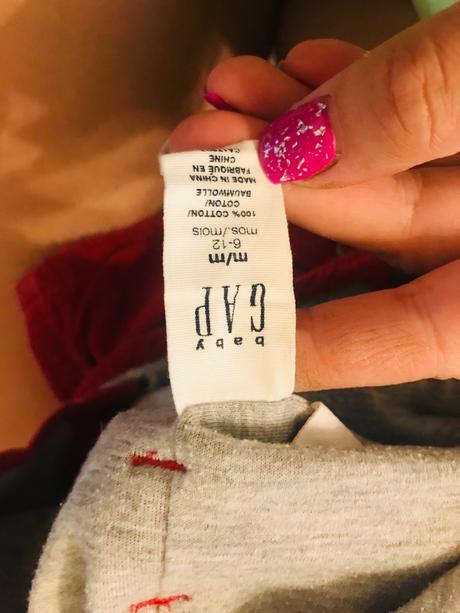 baby
GAP
m/m
6-12
mos./mois
100% COTTON/
COTON/
BAUMWOLLE
MADE IN CHINA
FABRIQUE EN
CHINE